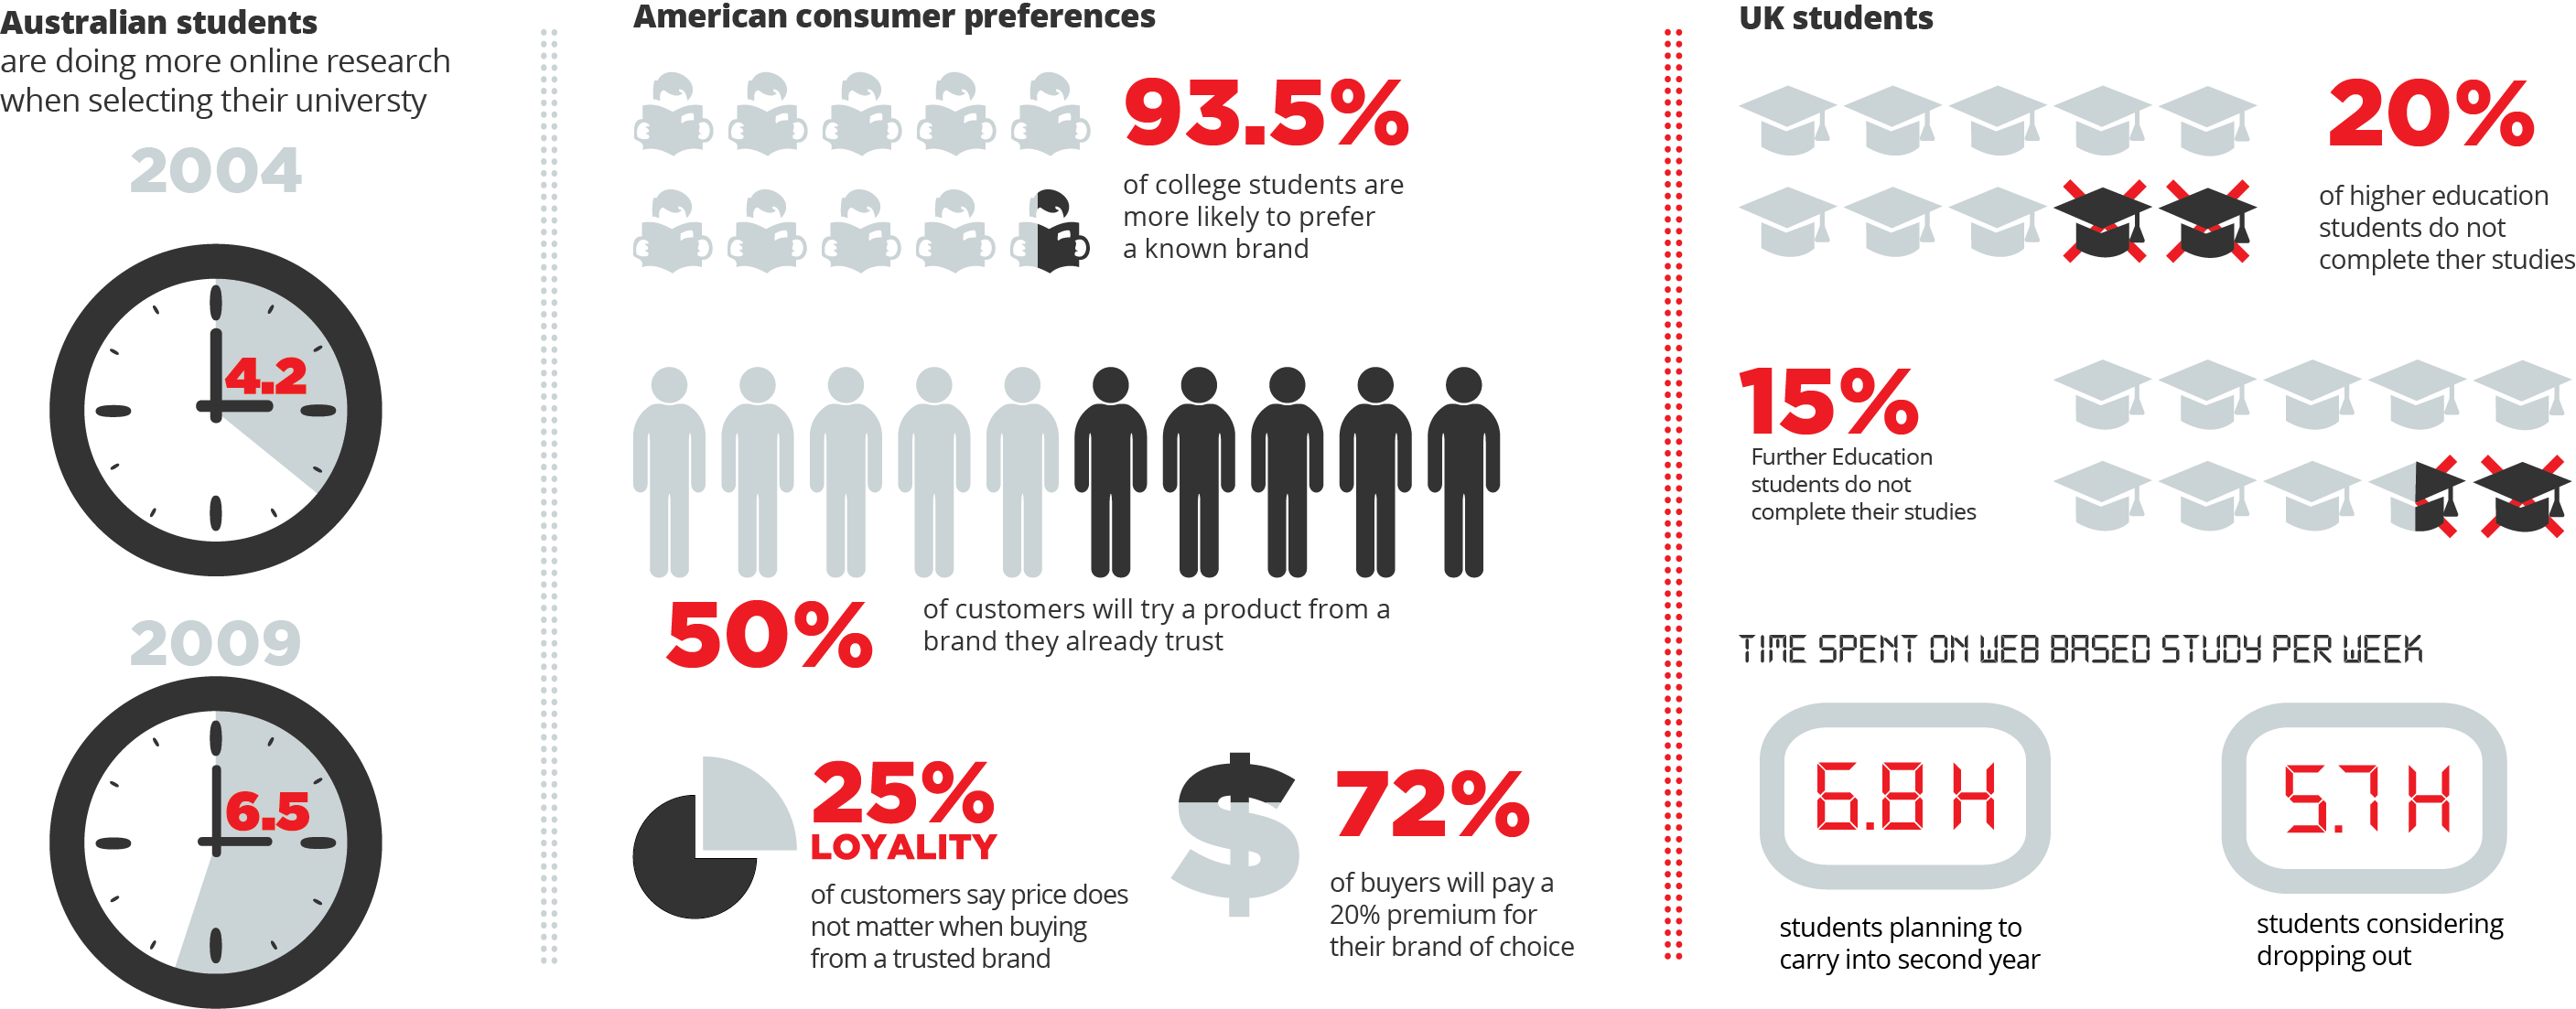 Australian students
are doing more online research
when selecting their universty
2004
4.2
2009
6.5
American consumer preferences
93.5%
of college students are
more likely to prefer
a known brand
50%
of customers will try a product from a
brand they already trust
25%
LOYALITY
of customers say price does
not matter when buying
from a trusted brand
72%
of buyers will pay a
20% premium for
their brand of choice
UK students
20%
of higher education
students do not
complete ther studies
15%
Further Education
students do not
complete their studies
TIME SPENT ON WEB BASED STUDY PER WEEK
6.8 H
students planning to
carry into second year
5.7 H
students considering
dropping out